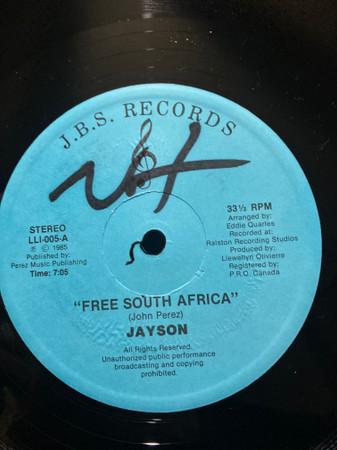 J.B.S. RECORDS
STEREO
LLI-005-A
℗ © 1985
Published by:
Perez Music Publishing
Time: 7:05
33⅓ RPM
Arranged by:
Eddie Quarles
Recorded at:
Ralston Recording Studios
Produced by:
Llewellyn Olivierre
Registered by:
P.R.O. Canada
"FREE SOUTH AFRICA"
(John Perez)
JAYSON
All Rights Reserved.
Unauthorized public performance
broadcasting and copying
prohibited.